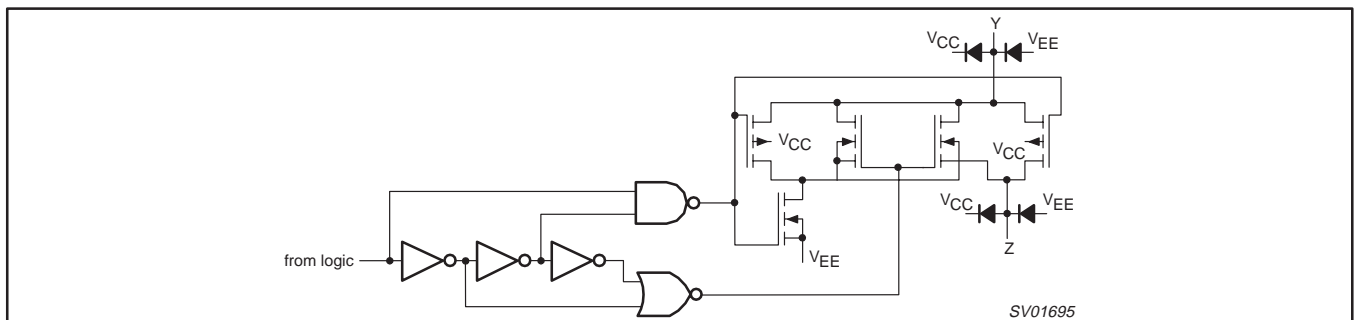 Y
VCC
VEE
VCC
VCC
VCC
VEE
VEE
from logic
Z
SV01695